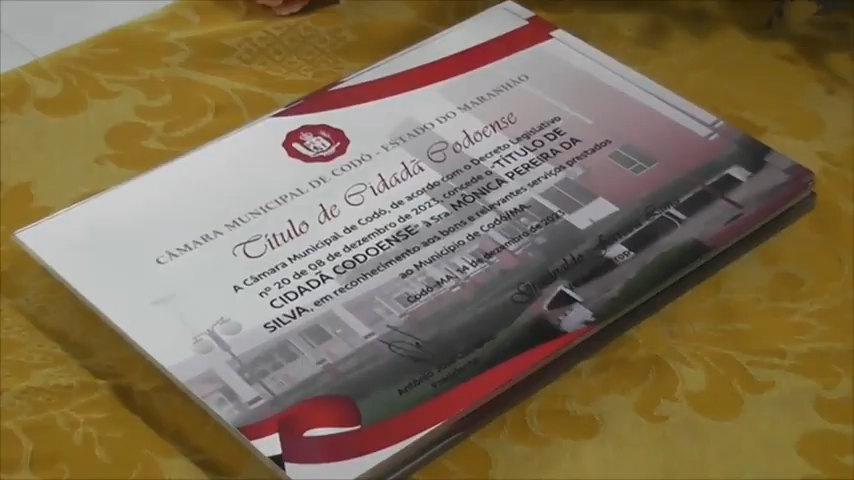 CÂMARA MUNICIPAL DE CODÓ - ESTADO DO MARANHÃO
Título de Cidadã Codoense
A Câmara Municipal de Codó, de acordo com o Decreto Legislativo
nº 20 de 08 de dezembro de 2023, concede o "TÍTULO DE
CIDADÃ CODOENSE" à Sra. MÔNICA PEREIRA DA
SILVA, em reconhecimento aos bons e relevantes serviços prestados
ao Município de Codó/MA.
Codó-MA, 14 de dezembro de 2023
Antônio
Presidente